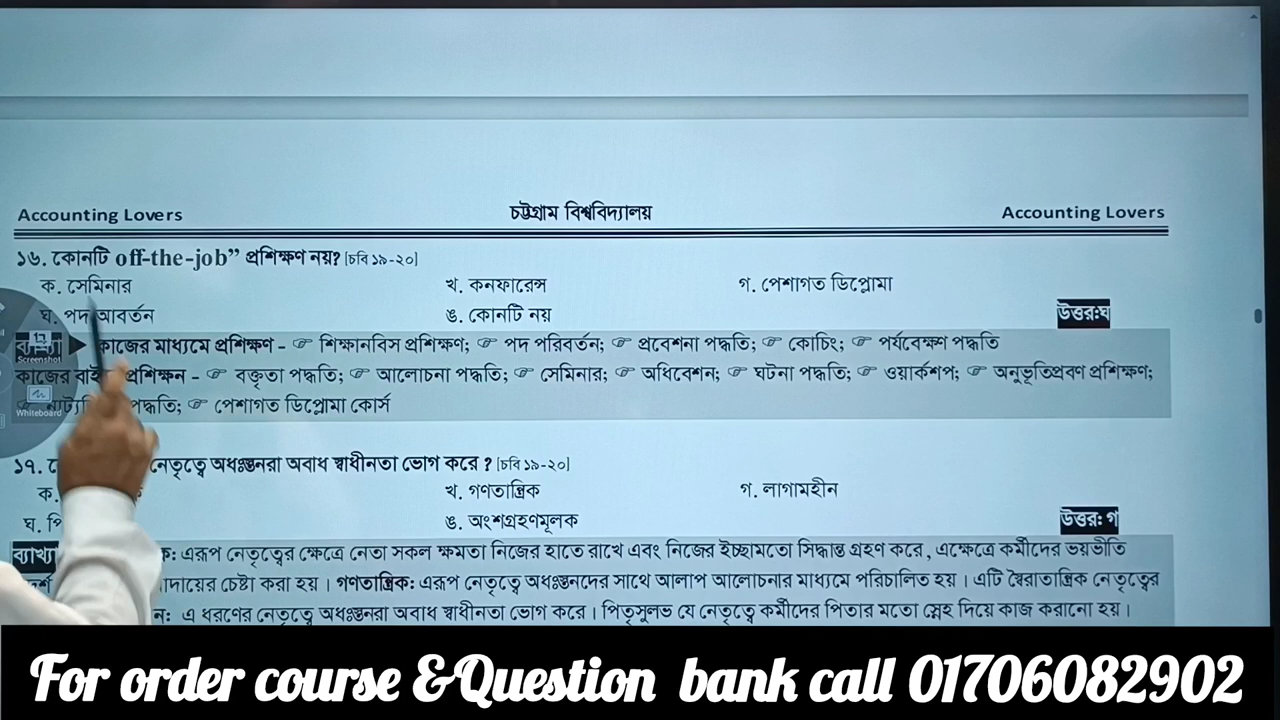 Accounting Lovers চট্টগ্রাম বিশ্ববিদ্যালয় Accounting Lovers
১৬. কোনটি off-the-job” প্রশিক্ষণ নয়? [চবি ১৯-২০]
ক. সেমিনার খ. কনফারেন্স গ. পেশাগত ডিপ্লোমা
ঘ. পদ আবর্তন ঙ. কোনটি নয় উত্তর:ঘ
ব্যাখ্যা কাজের মাধ্যমে প্রশিক্ষণ - ☞ শিক্ষানবিস প্রশিক্ষণ; ☞ পদ পরিবর্তন; ☞ প্রবেশনা পদ্ধতি; ☞ কোচিং; ☞ পর্যবেক্ষণ পদ্ধতি
Screenshot
কাজের প্রশিক্ষন - ☞ বক্তৃতা পদ্ধতি; ☞ আলোচনা পদ্ধতি; ☞ সেমিনার; ☞ অধিবেশন; ☞ ঘটনা পদ্ধতি; ☞ ওয়ার্কশপ; ☞ অনুভূতিপ্রবণ প্রশিক্ষণ;
পদ্ধতি; ☞ পেশাগত ডিপ্লোমা কোর্স
Whiteboard
১৭. নেতৃত্বে অধঃস্তনরা অবাধ স্বাধীনতা ভোগ করে ? [চবি ১৯-২০]
ক. খ. গণতান্ত্রিক গ. লাগামহীন
ঘ. ঙ. অংশগ্রহণমূলক উত্তর: গ
ব্যাখ্যা এরূপ নেতৃত্বের ক্ষেত্রে নেতা সকল ক্ষমতা নিজের হাতে রাখে এবং নিজের ইচ্ছামতো সিদ্ধান্ত গ্রহণ করে, এক্ষেত্রে কর্মীদের ভয়ভীতি
চেষ্টা করা হয়। গণতান্ত্রিক: এরূপ নেতৃত্বে অধঃস্তনদের সাথে আলাপ আলোচনার মাধ্যমে পরিচালিত হয়। এটি স্বৈরাতান্ত্রিক নেতৃত্বের
এ ধরণের নেতৃত্বে অধঃস্তনরা অবাধ স্বাধীনতা ভোগ করে। পিতৃসুলভ যে নেতৃত্বে কর্মীদের পিতার মতো স্নেহ দিয়ে কাজ করানো হয়।
For order course &Question bank call 01706082902